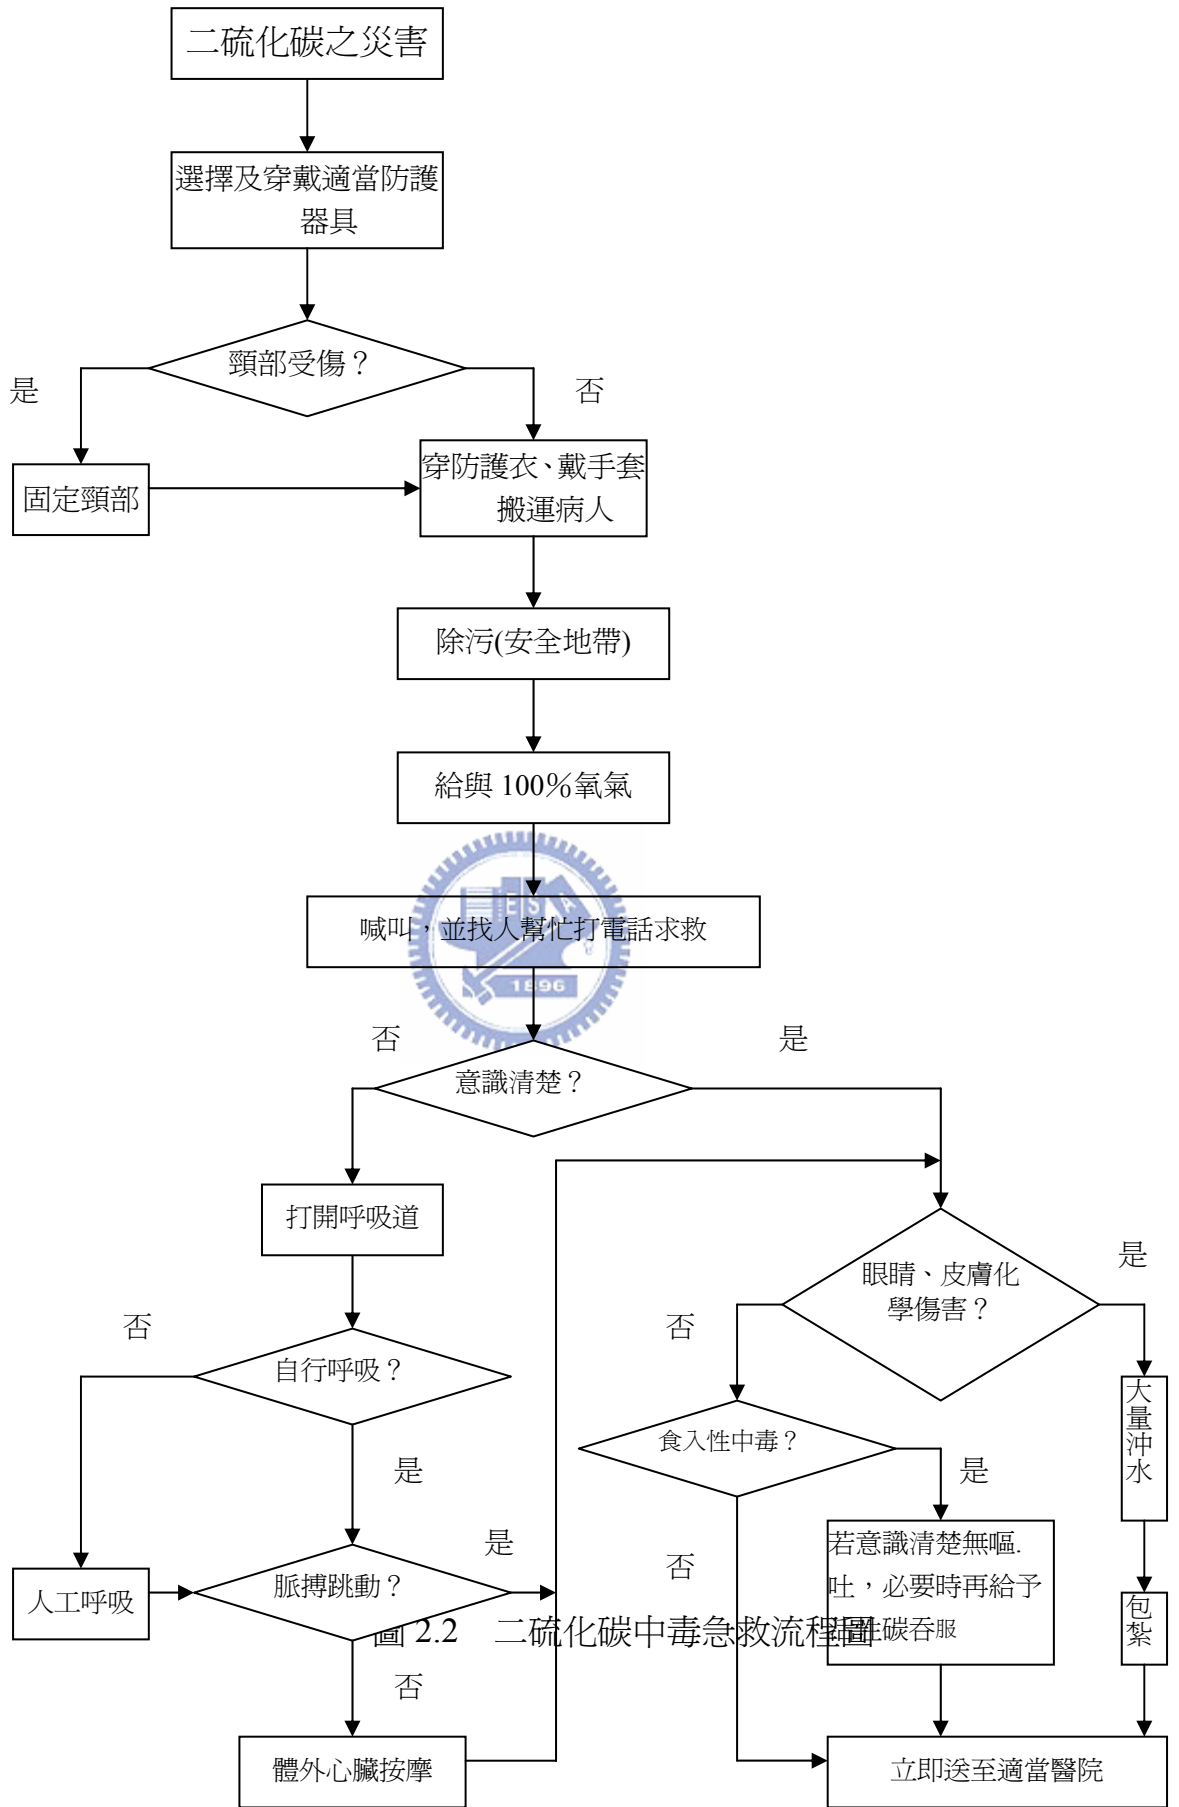 二硫化碳之災害
選擇及穿戴適當防護
器具
頸部受傷？
是
否
固定頸部
穿防護衣、戴手套
搬運病人
除污(安全地帶)
給與 100%氧氣
喊叫，並找人幫忙打電話求救
E S A
1896
否
是
意識清楚？
打開呼吸道
眼睛、皮膚化
學傷害？
是
否
否
自行呼吸？
大
量
沖
水
食入性中毒？
是
是
若意識清楚無嘔.
吐，必要時再給予
性碳吞服
是
否
人工呼吸
脈搏跳動？
包
紮
圖 2.2 二硫化碳中毒急救流程圖
否
體外心臟按摩
立即送至適當醫院